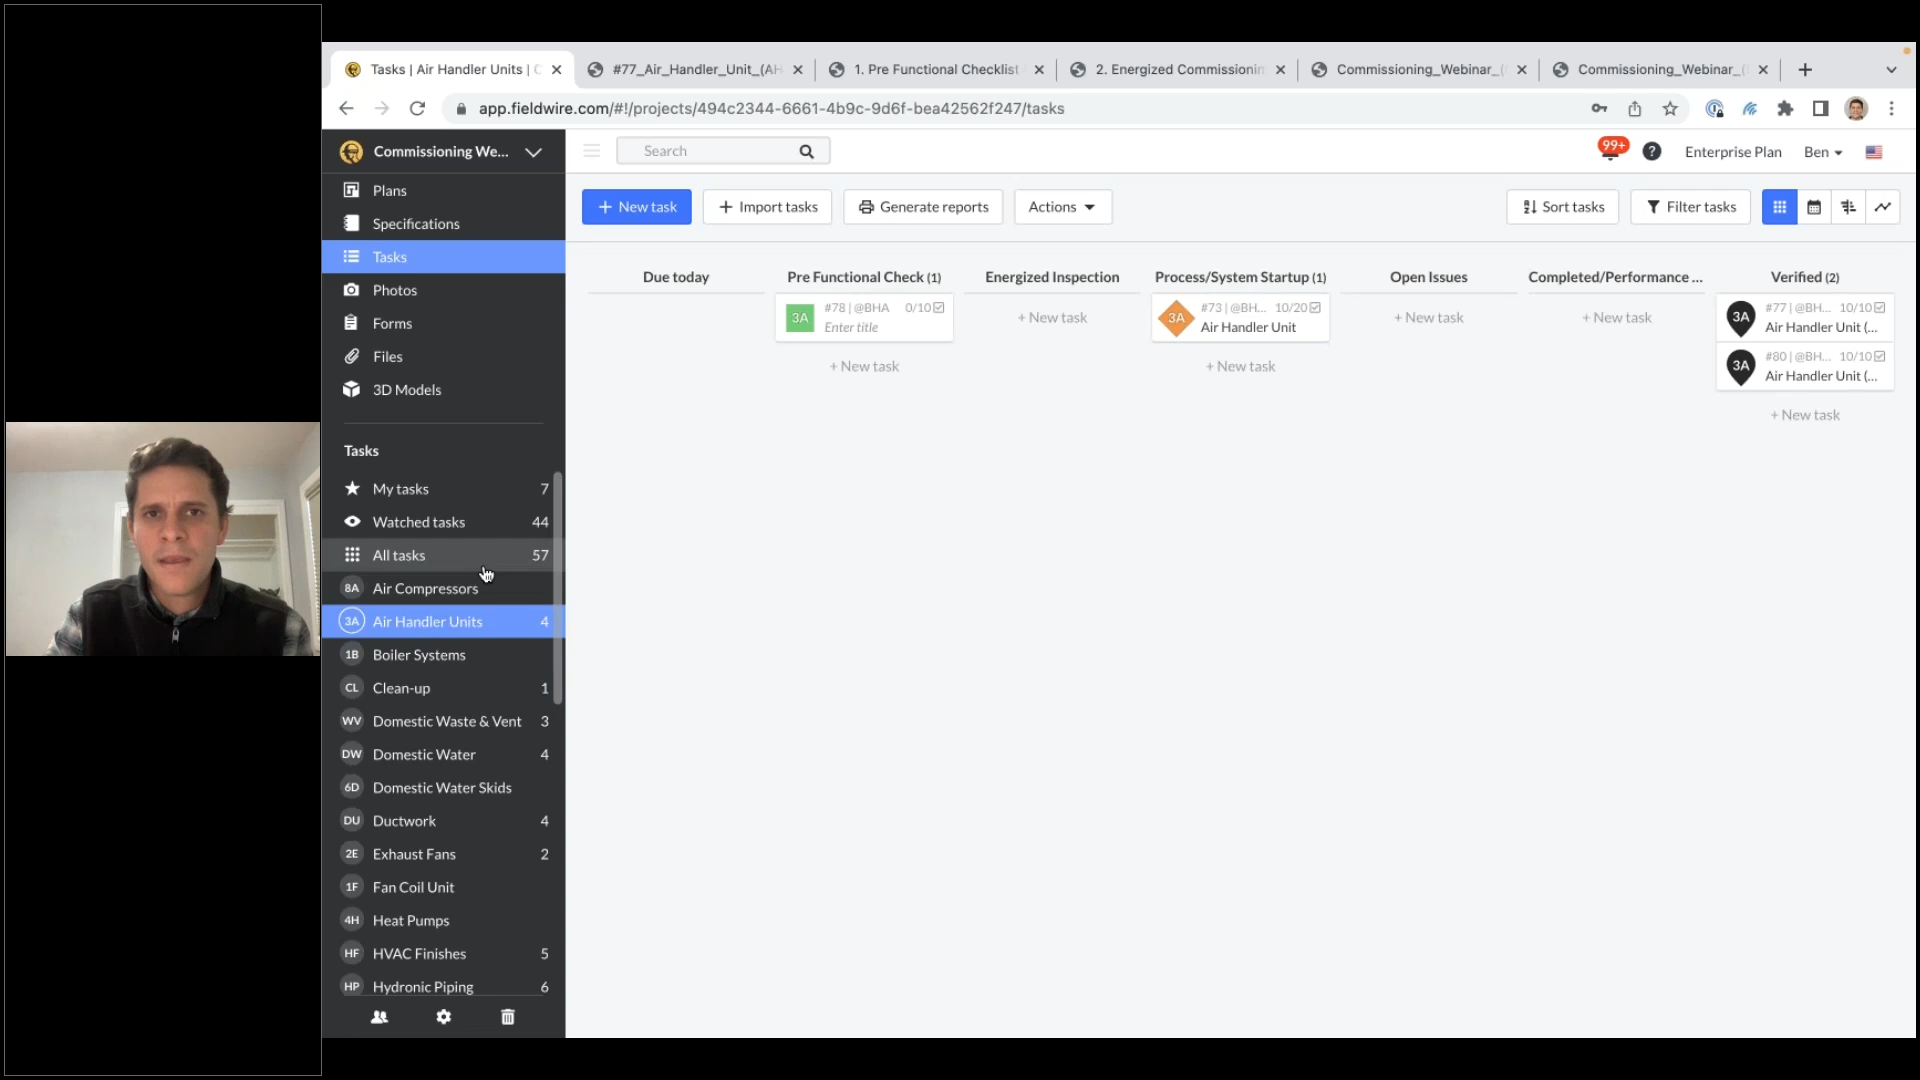 Tasks | Air Handler Units | C
#77_Air_Handler_Unit_(AH
1. Pre Functional Checklist
2. Energized Commissionin
Commissioning_Webinar_(
Commissioning_Webinar_(
app.fieldwire.com/#!/projects/494c2344-6661-4b9c-9d6f-bea42562f247/tasks
Commissioning We...
Search
99+
Enterprise Plan
Ben
Plans
Specifications
Tasks
Photos
Forms
Files
3D Models
+ New task
+ Import tasks
Generate reports
Actions
Sort tasks
Filter tasks
Due today
Pre Functional Check (1)
3A
#78 | @BHA 0/10
Enter title
+ New task
Energized Inspection
+ New task
Process/System Startup (1)
3A
#73 | @BH... 10/20
Air Handler Unit
+ New task
Open Issues
+ New task
Completed/Performance ...
+ New task
Verified (2)
3A
#77 | @BH... 10/10
Air Handler Unit (...
3A
#80 | @BH... 10/10
Air Handler Unit (...
+ New task
Tasks
My tasks 7
Watched tasks 44
All tasks 57
8A Air Compressors
3A Air Handler Units 4
1B Boiler Systems
CL Clean-up 1
WV Domestic Waste & Vent 3
DW Domestic Water 4
6D Domestic Water Skids
DU Ductwork 4
2E Exhaust Fans 2
1F Fan Coil Unit
4H Heat Pumps
HF HVAC Finishes 5
HP Hydronic Piping 6